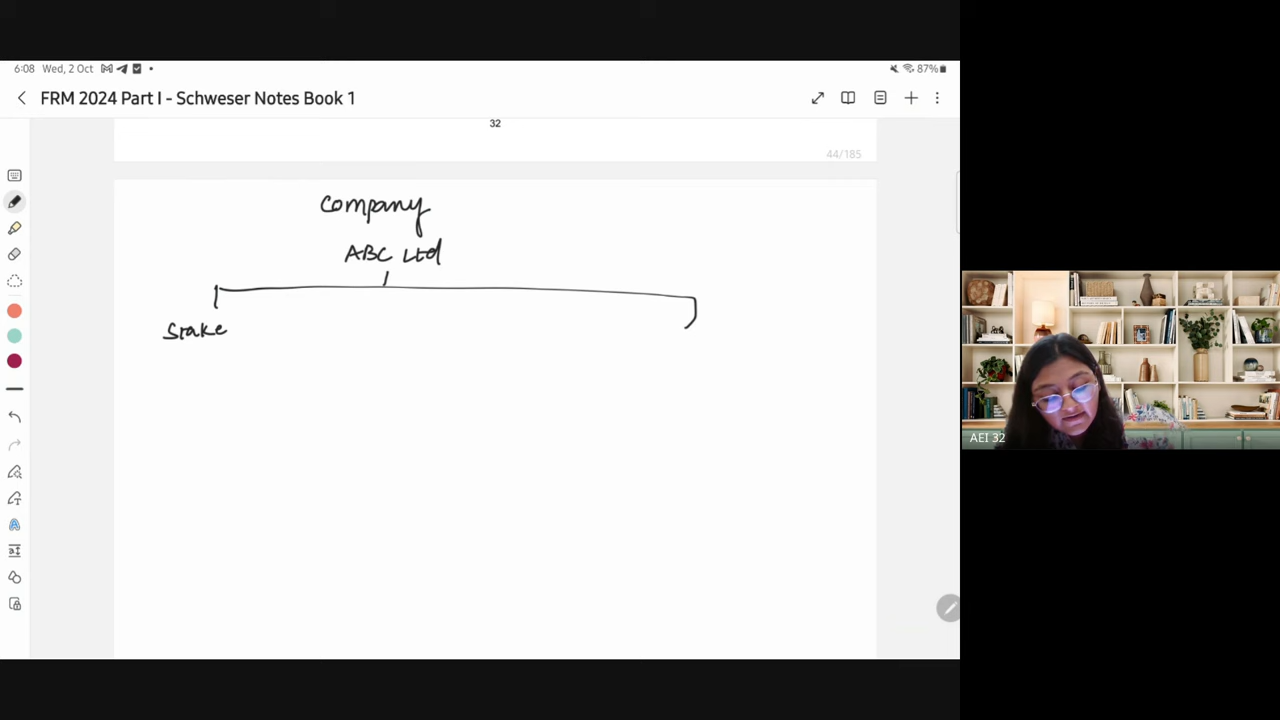 6:08 Wed, 2 Oct
87%
FRM 2024 Part I - Schweser Notes Book 1
32
44/185
Company
ABC Ltd
Stake
AEI 32